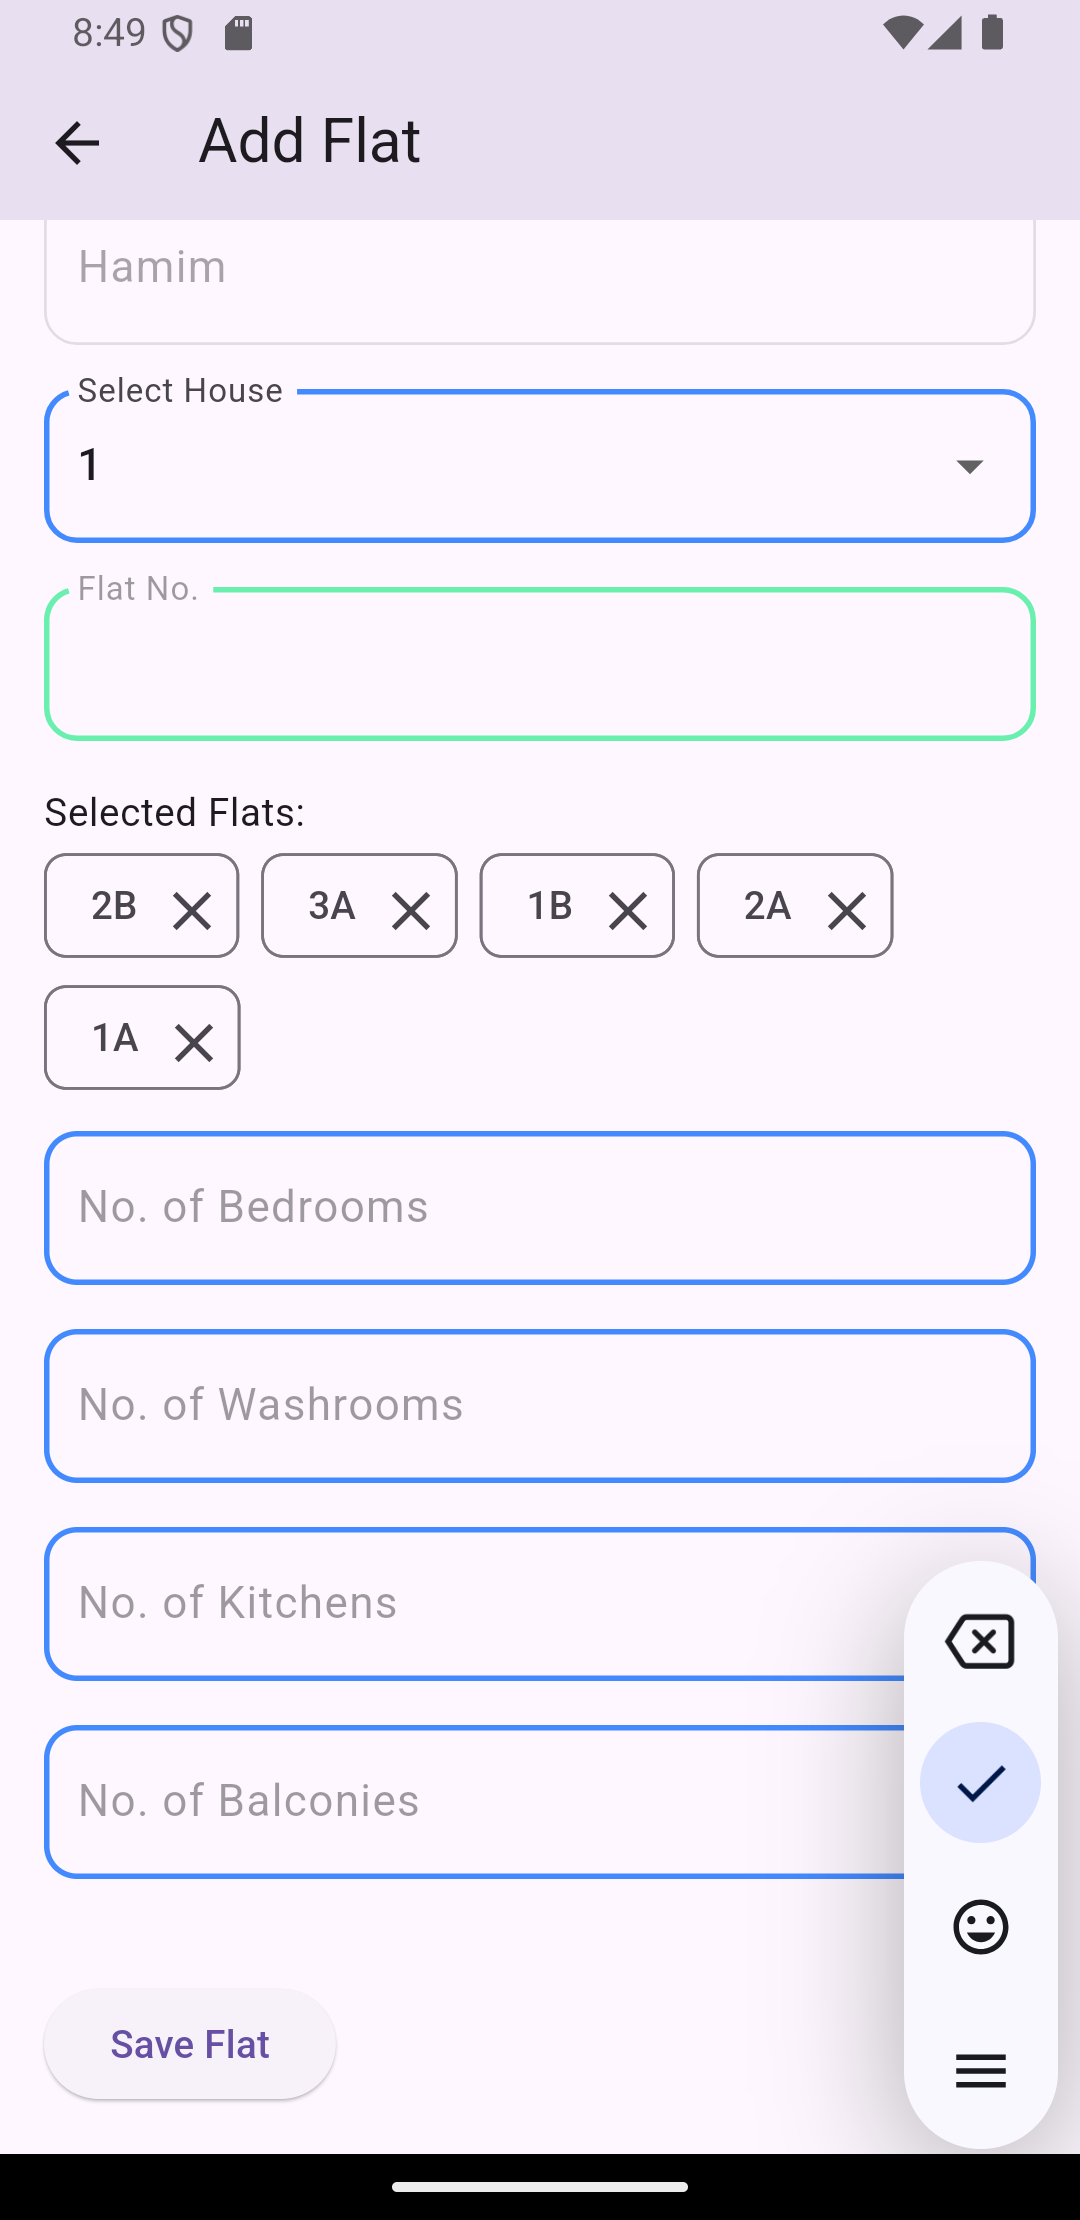 8:49
Add Flat
Hamim
Select House
1
Flat No.
Selected Flats:
2B 3A 1B 2A
1A
No. of Bedrooms
No. of Washrooms
No. of Kitchens
No. of Balconies
Save Flat